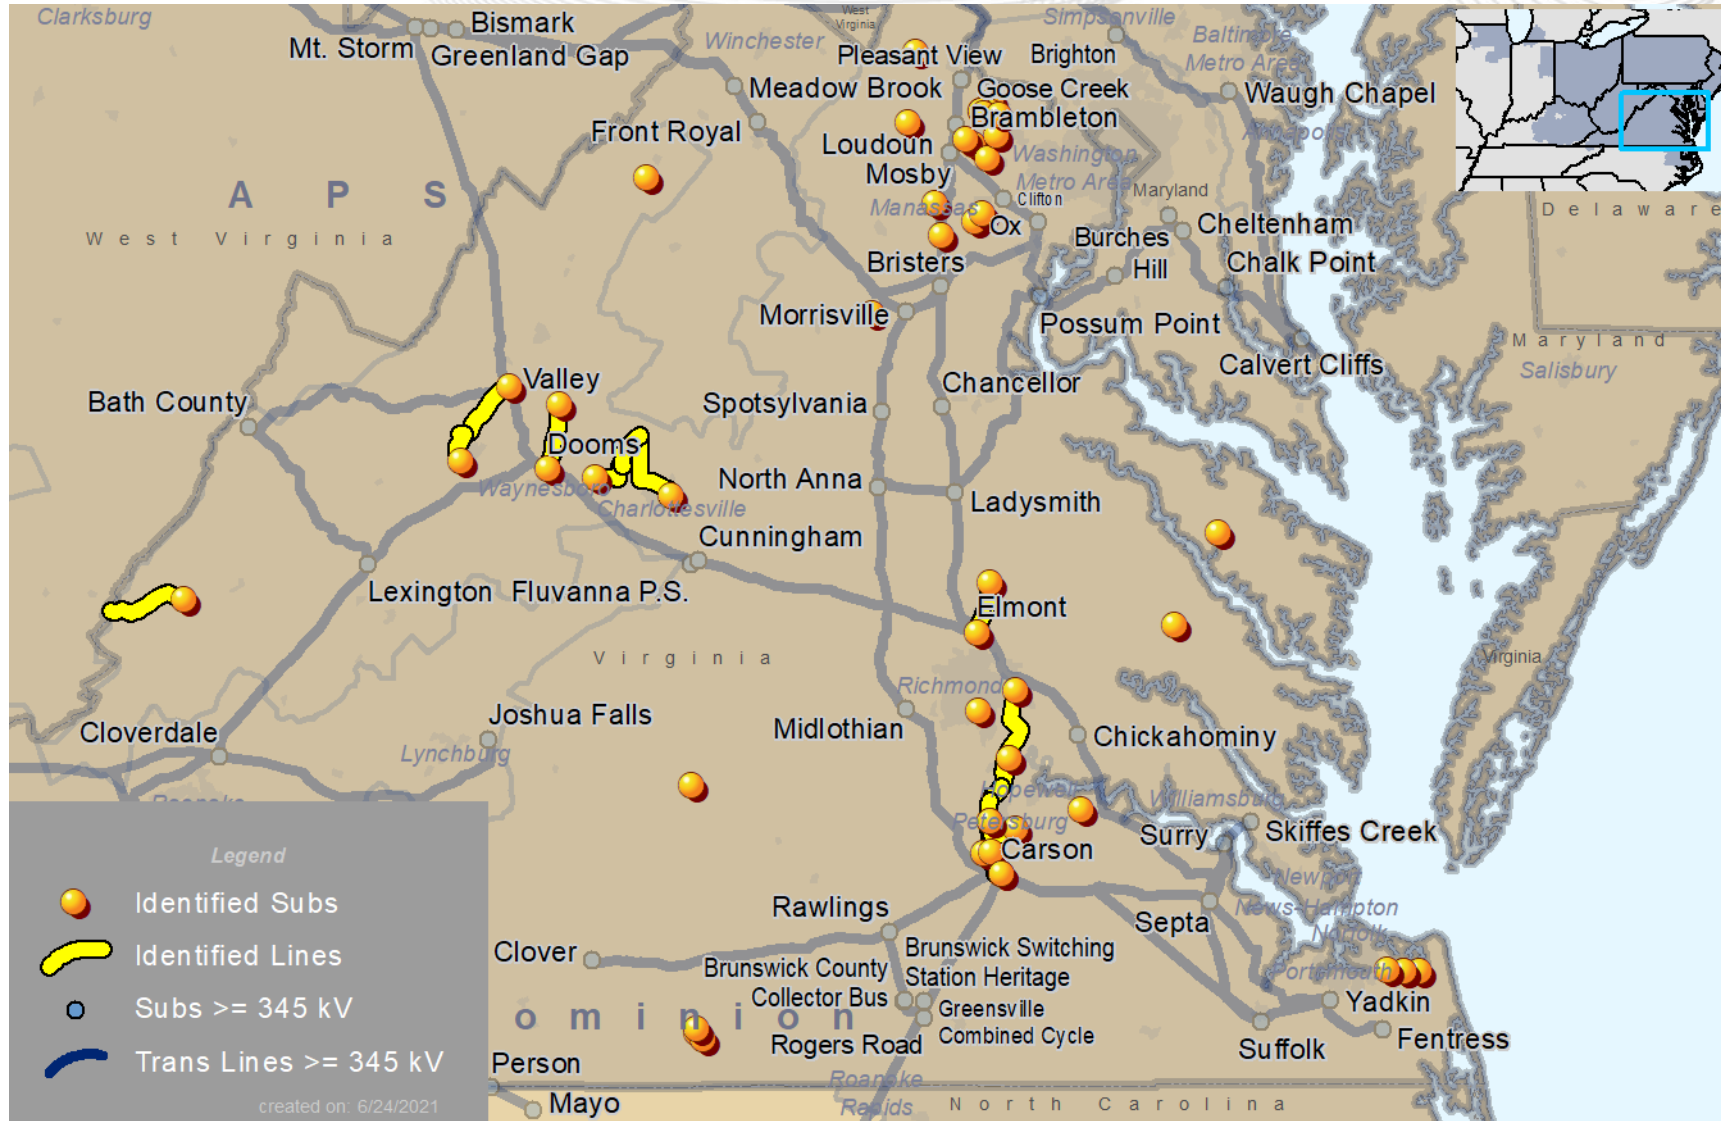 Clarksburg
Bismark
Mt. Storm
Greenland Gap
Winchester
West
Virginia
Pleasant View
Simpsonville
Brighton
Baltimore
Metro Area
Meadow Brook
Goose Creek
Waugh Chapel
Front Royal
Brambleton
Annapolis
Loudoun
Washington
Metro Area
Mosby
Maryland
A P S
Manassas
Clifton
Delaware
West Virginia
Ox
Burches
Hill
Cheltenham
Bristers
Chalk Point
Morrisville
Possum Point
Maryland
Calvert Cliffs
Salisbury
Valley
Bath County
Spotsylvania
Chancellor
Dooms
North Anna
Waynesboro
Charlottesville
Ladysmith
Cunningham
Lexington
Fluvanna P.S.
Elmont
Virginia
Virginia
Richmond
Cloverdale
Joshua Falls
Midlothian
Chickahominy
Lynchburg
Roanoke
Hopewell
Williamsburg
Petersburg
Surry
Skiffes Creek
Carson
Newport
News-Hampton
Norfolk
Rawlings
Septa
Clover
Brunswick Switching
Station Heritage
Brunswick County
Collector Bus
Portsmouth
Yadkin
ominion
Greensville
Combined Cycle
Rogers Road
Suffolk
Fentress
Person
Roanoke
Rapids
Mayo
North Carolina
Legend
Identified Subs
Identified Lines
Subs >= 345 kV
Trans Lines >= 345 kV
created on: 6/24/2021